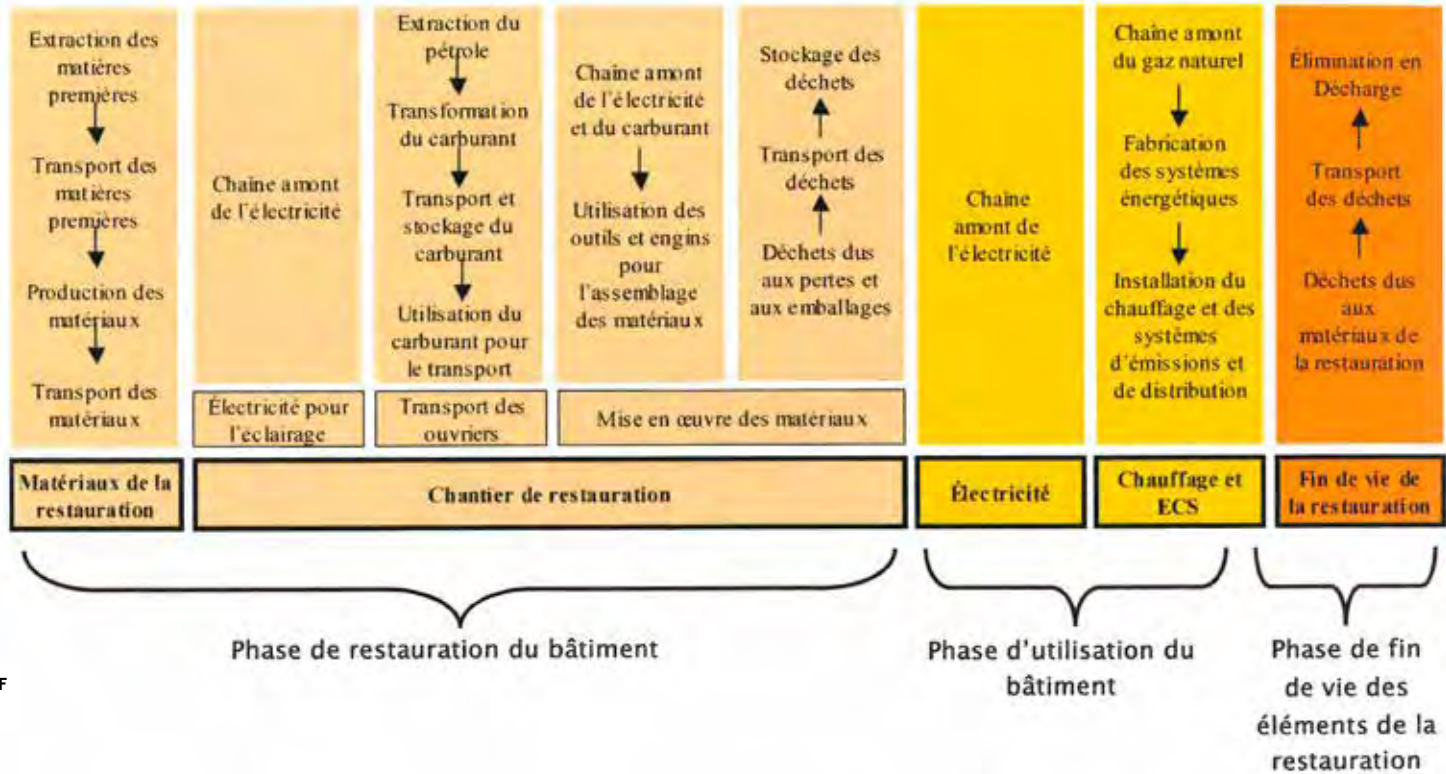 Extraction des
matières
premières
Transport des
matières
premières
Production des
matériaux
Transport des
matériaux
Chaîne amont
de l'électricité
Électricité pour
l'eclairage
Extraction du
pétrole
Transformation
du carburant
Transport et
stockage du
carburant
Utilisation du
carburant pour
le transport
Transport des
ouvriers
Chaîne amont
de l'électricité
et du carburant
Utilisation des
outils et engins
pour
l'assemblage
des matériaux
Stockage des
déchets
Transport des
déchets
Déchets dus
aux pertes et
aux emballages
Mise en œuvre des matériaux
Chaîne
amont de
l'électricité
Chaîne amont
du gaz naturel
Fabrication
des systèmes
énergétiques
Installation du
chauffage et des
systèmes
d'émissions et
de distribution
Élimination en
Décharge
Transport
des déchets
Déchets dus
aux
matériaux de
la restauration
Matériaux de la
restauration
Chantier de restauration
Électricité
Chauffage et
ECS
Fin de vie de
la restauration
Phase de restauration du bâtiment
Phase d'utilisation du
bâtiment
Phase de fin
de vie des
éléments de la
restauration
F